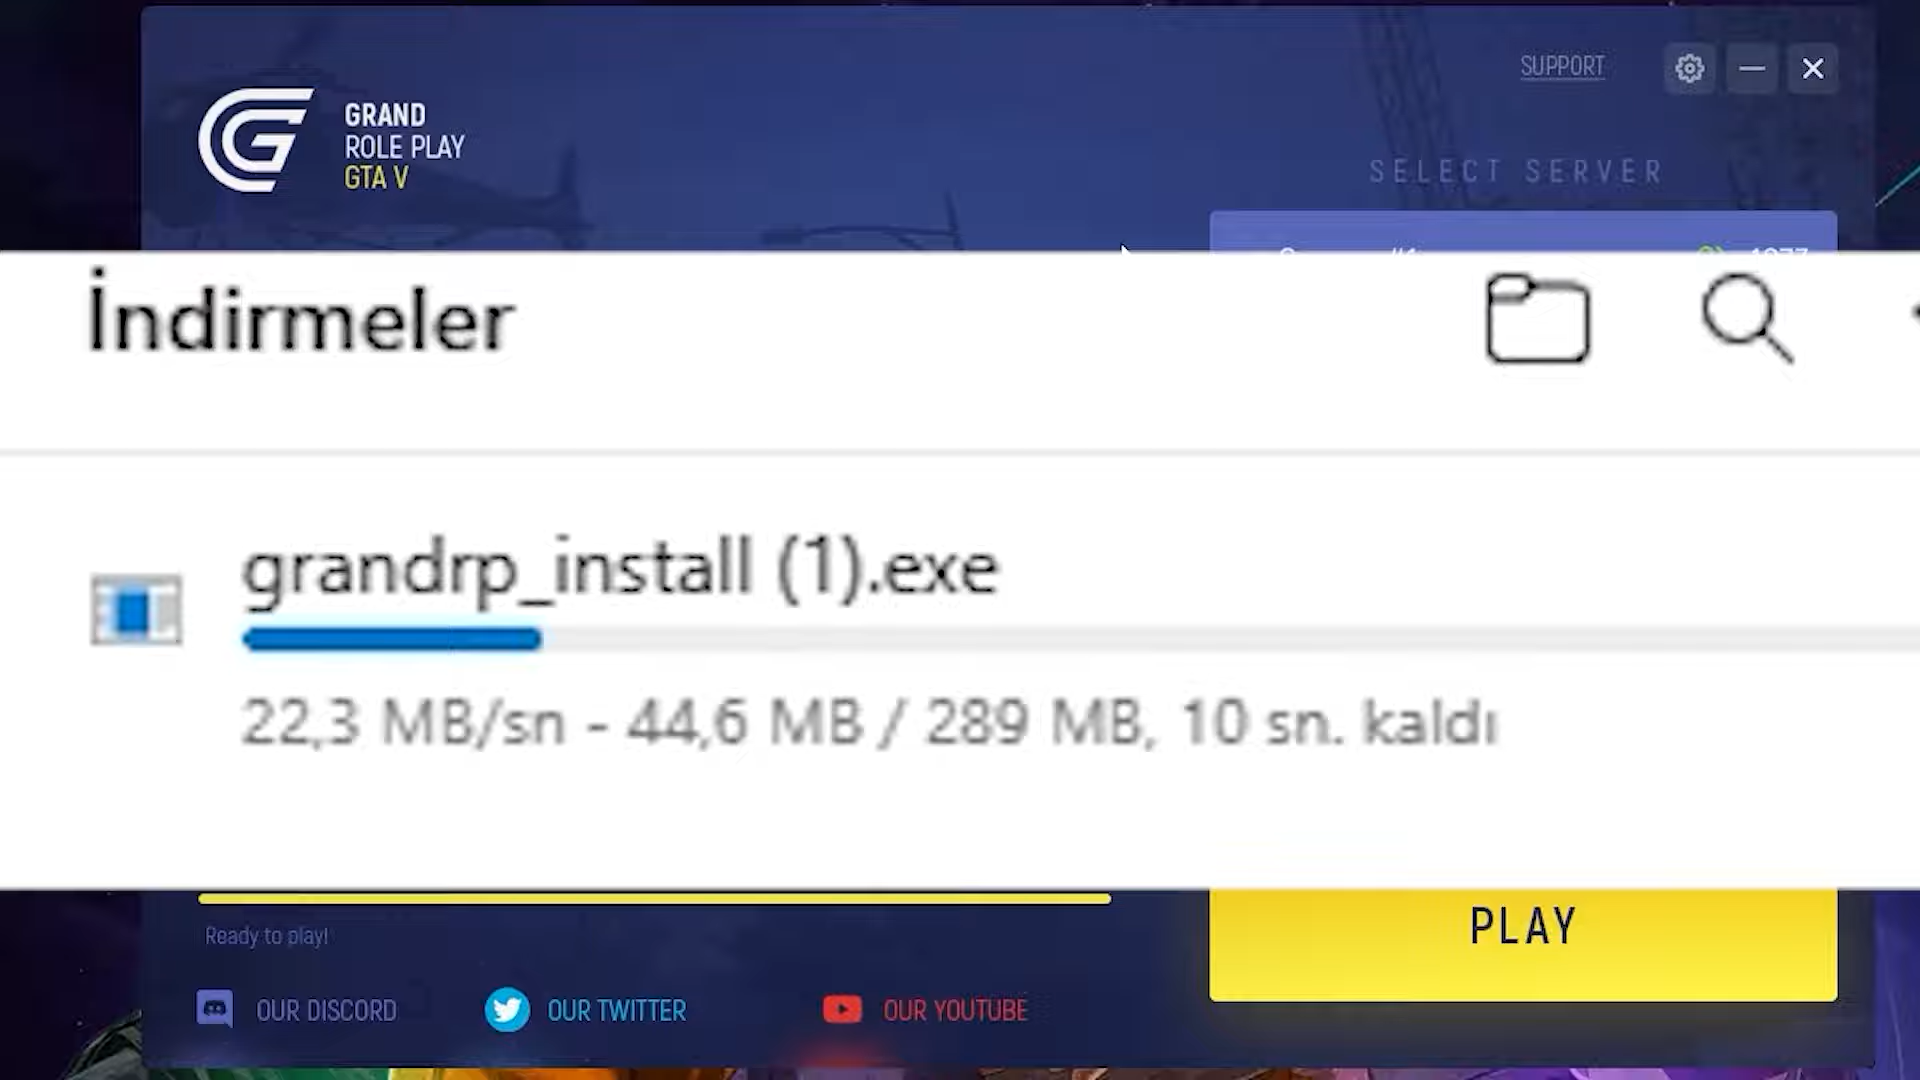 SUPPORT
GRAND
ROLE PLAY
GTA V
SELECT SERVER
İndirmeler
grandrp_install (1).exe
22,3 MB/sn - 44,6 MB / 289 MB, 10 sn. kaldı
PLAY
Ready to play!
OUR DISCORD
OUR TWITTER
OUR YOUTUBE